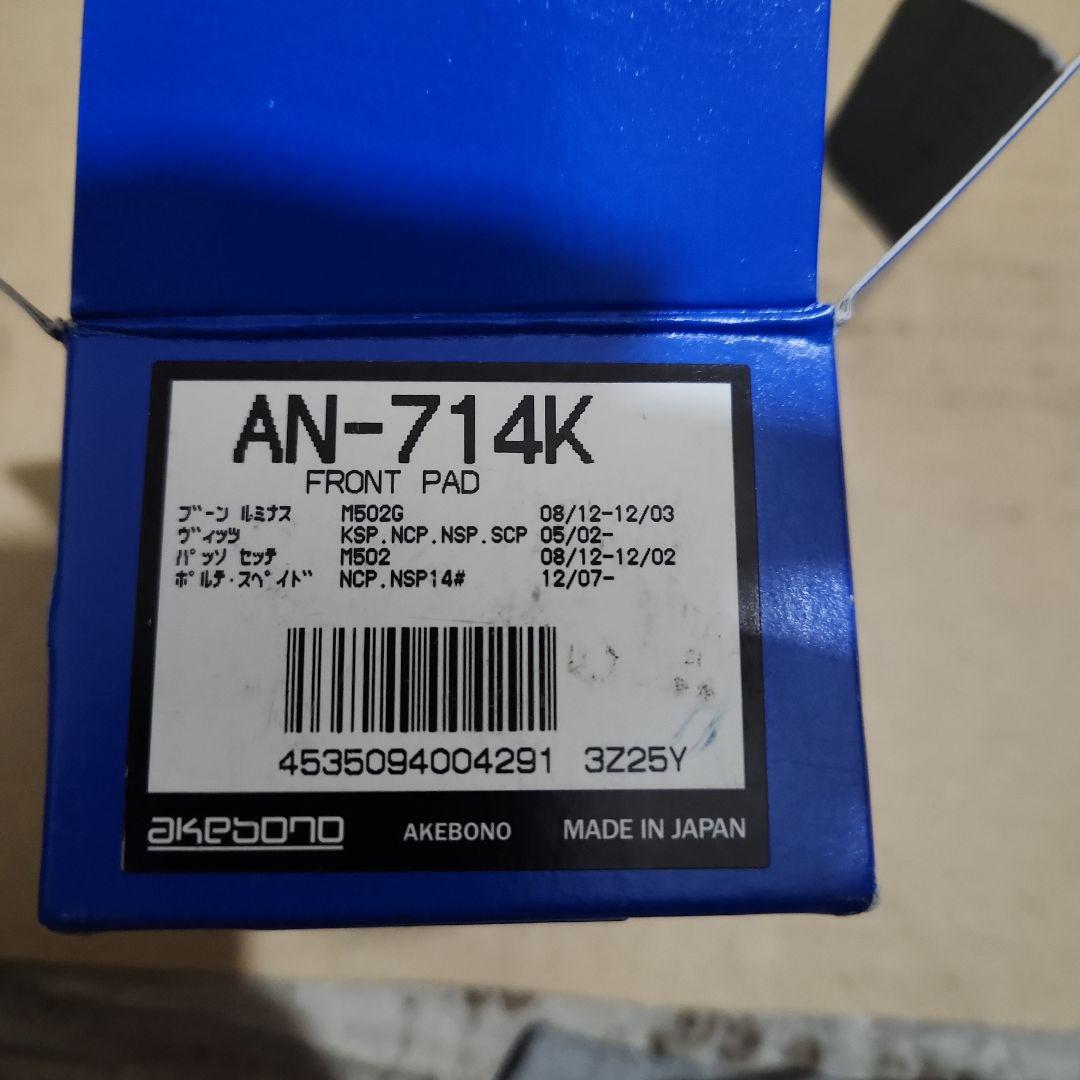 AN-714K
FRONT PAD
ﾌﾞｰﾝ ﾙﾐﾅｽ M502G 08/12-12/03
ｳﾞｨｯﾂ KSP.NCP.NSP.SCP 05/02-
ﾊﾟｯｿ ｾｯﾃ M502 08/12-12/02
ﾎﾟﾙﾃ･ｽﾍﾟｲﾄﾞ NCP.NSP14# 12/07-
4535094004291 3Z25Y
akebono AKEBONO MADE IN JAPAN